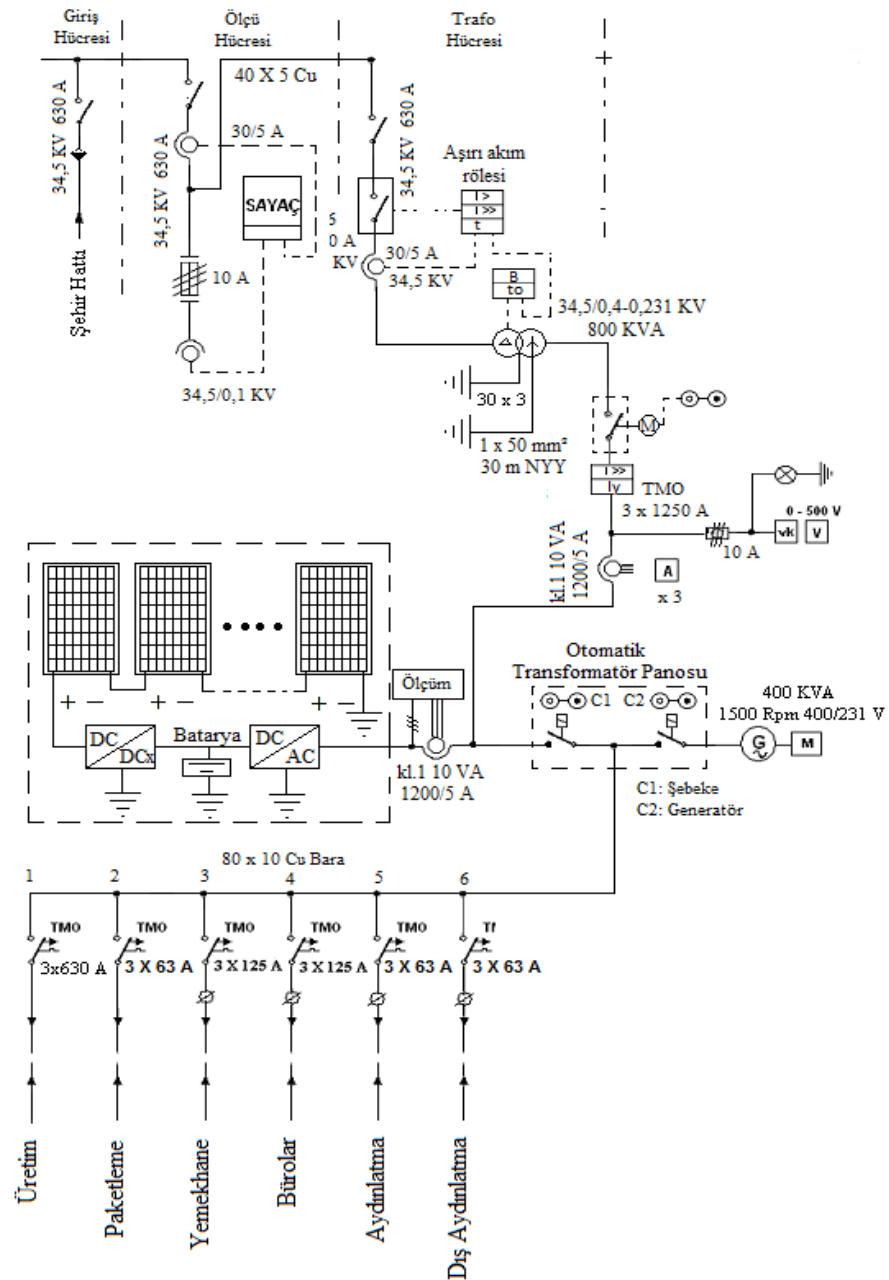 Giriş
Hücresi
Ölçü
Hücresi
Trafo
Hücresi
40 X 5 Cu
34,5 KV 630 A
Şehir Hattı
34,5 KV 630 A
30/5 A
SAYAÇ
10 A
34,5/0,1 KV
34,5 KV 630 A
6
0 A
KV
Aşırı akım
rölesi
I >
I >>
t
30/5 A
34,5 KV
B
to
34,5/0,4-0,231 KV
800 KVA
30 x 3
1 x 50 mm²
30 m NYY
M
I >>
Iy
TMO
3 x 1250 A
0 - 500 V
vk
V
10 A
kl.1 10 VA
1200/5 A
A
x 3
+ -
+ -
+ -
DC
DCx
Batarya
DC
AC
Ölçüm
kl.1 10 VA
1200/5 A
Otomatik
Transformatör Panosu
C1
C2
400 KVA
1500 Rpm 400/231 V
G
M
C1: Şebeke
C2: Generatör
80 x 10 Cu Bara
1
2
3
4
5
6
TMO
3x630 A
TMO
3 X 63 A
TMO
3 X 125 A
TMO
3 X 125 A
TMO
3 X 63 A
Tf
3 X 63 A
Üretim
Paketleme
Yemekhane
Bürolar
Aydınlatma
Dış Aydınlatma